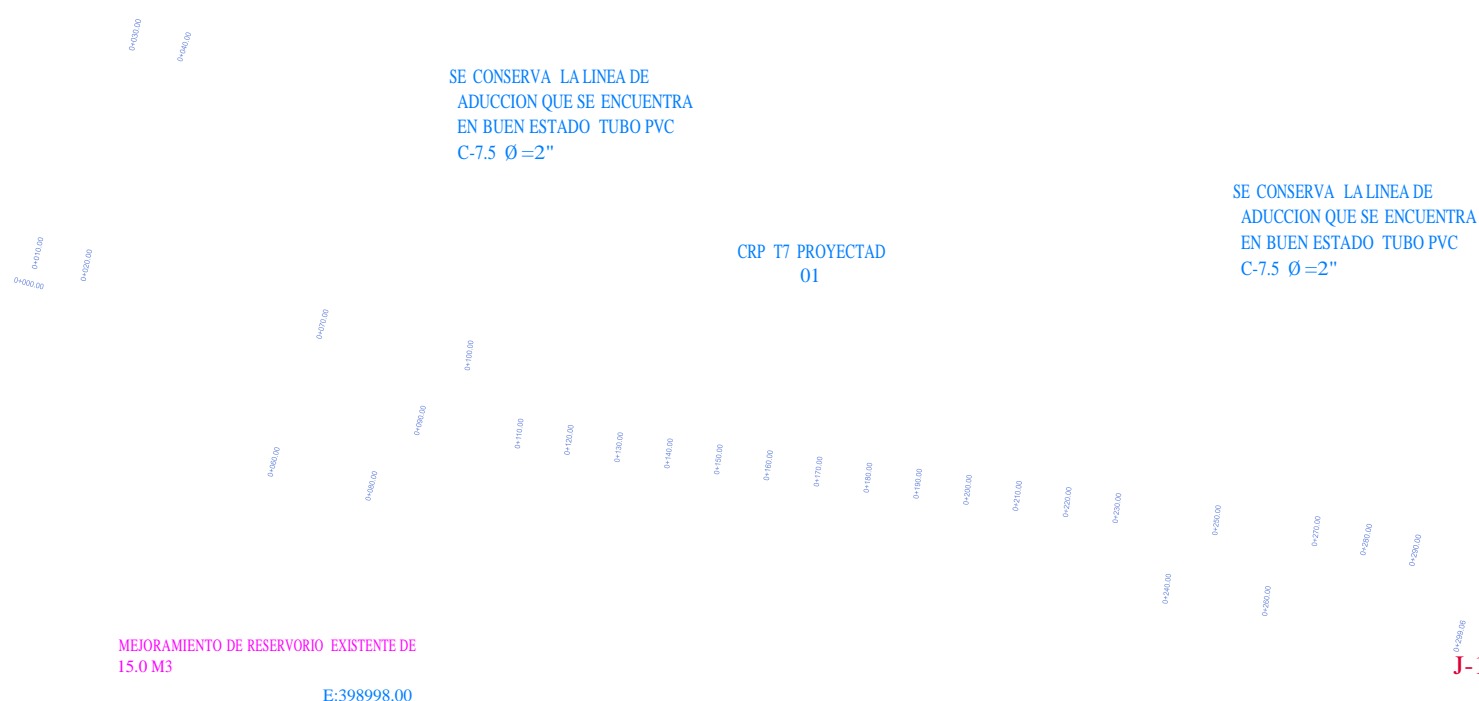 0+030.00
0+040.00
SE CONSERVA LA LINEA DE
ADUCCION QUE SE ENCUENTRA
EN BUEN ESTADO TUBO PVC
C-7.5 Ø=2"
SE CONSERVA LA LINEA DE
ADUCCION QUE SE ENCUENTRA
EN BUEN ESTADO TUBO PVC
C-7.5 Ø=2"
CRP T7 PROYECTAD
01
0+010.00
0+020.00
0+000.00
0+070.00
0+100.00
0+090.00
0+060.00
0+080.00
0+110.00
0+120.00
0+130.00
0+140.00
0+150.00
0+160.00
0+170.00
0+180.00
0+190.00
0+200.00
0+210.00
0+220.00
0+230.00
0+240.00
0+250.00
0+260.00
0+270.00
0+280.00
0+290.00
0+299.06
MEJORAMIENTO DE RESERVORIO EXISTENTE DE
15.0 M3
E:398998.00